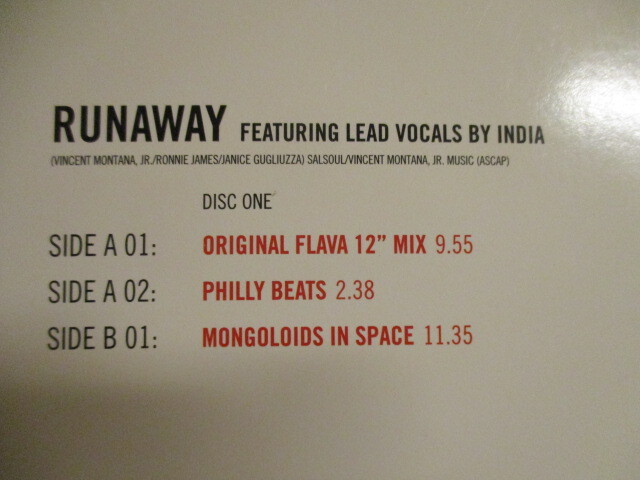 RUNAWAY FEATURING LEAD VOCALS BY INDIA
(VINCENT MONTANA, JR./RONNIE JAMES/JANICE GUGLIUZZA) SALSOUL/VINCENT MONTANA, JR. MUSIC (ASCAP)
DISC ONE
SIDE A 01: ORIGINAL FLAVA 12” MIX 9.55
SIDE A 02: PHILLY BEATS 2.38
SIDE B 01: MONGOLOIDS IN SPACE 11.35